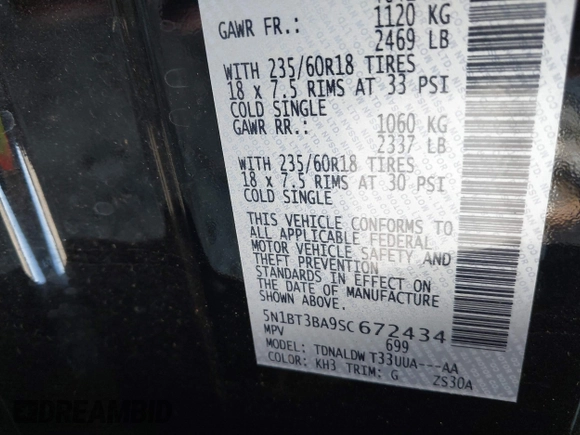 GAWR FR.: 1120 KG
2469 LB
WITH 235/60R18 TIRES
18 x 7.5 RIMS AT 33 PSI
COLD SINGLE
GAWR RR.: 1060 KG
2337 LB
WITH 235/60R18 TIRES
18 x 7.5 RIMS AT 30 PSI
COLD SINGLE
THIS VEHICLE CONFORMS TO
ALL APPLICABLE FEDERAL
MOTOR VEHICLE SAFETY AND
THEFT PREVENTION
STANDARDS IN EFFECT ON
THE DATE OF MANUFACTURE
SHOWN ABOVE.
5N1BT3BA9SC672434
MPV 699
MODEL: TDNALDW T33UUA---AA
COLOR: KH3 TRIM: G ZS30A
DREAMBID